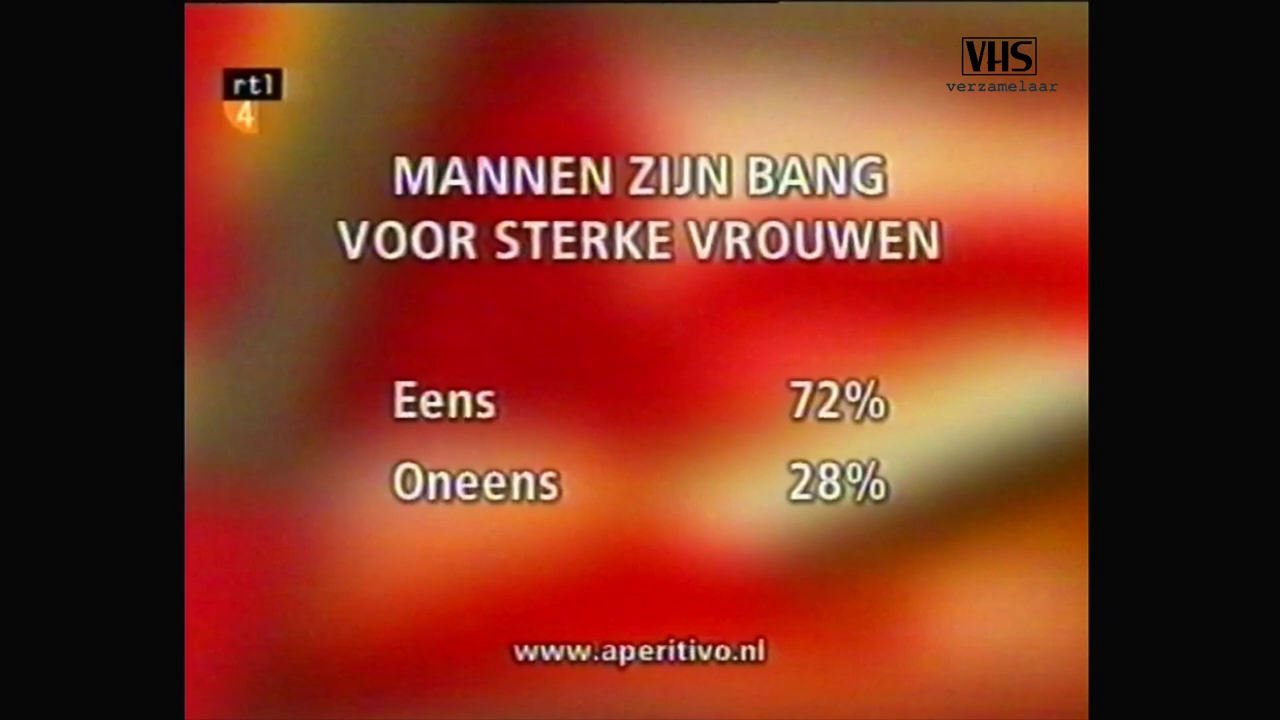 rtl
4
VHS
verzamelaar
MANNEN ZIJN BANG
VOOR STERKE VROUWEN
Eens 72%
Oneens 28%
www.aperitivo.nl